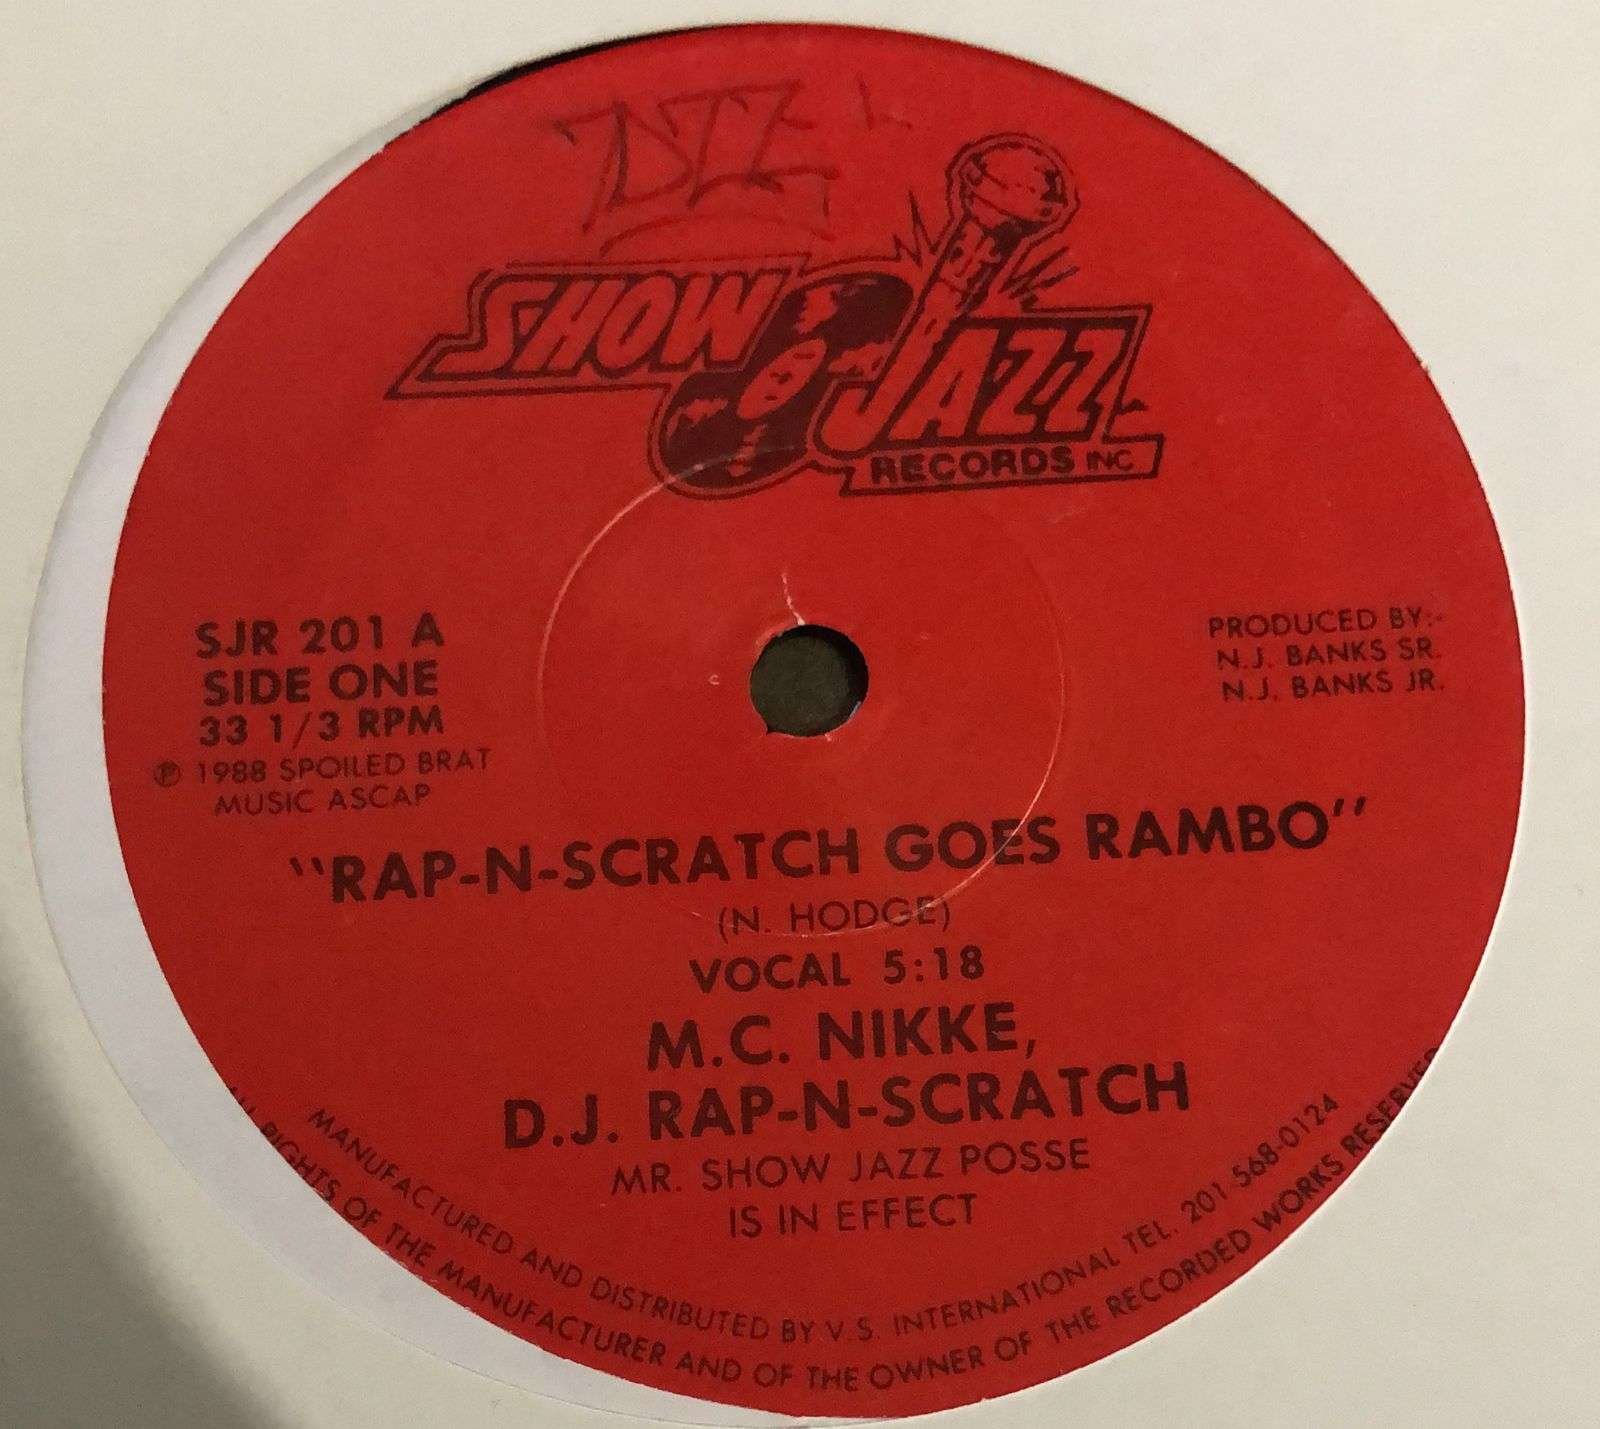 SHOW JAZZ
RECORDS INC.
SJR 201 A
SIDE ONE
33 1/3 RPM
℗ 1988 SPOILED BRAT
MUSIC ASCAP
PRODUCED BY:-
N.J. BANKS SR.
N.J. BANKS JR.
"RAP-N-SCRATCH GOES RAMBO"
(N. HODGE)
VOCAL 5:18
M.C. NIKKE,
D.J. RAP-N-SCRATCH
MR. SHOW JAZZ POSSE
IS IN EFFECT
MANUFACTURED AND DISTRIBUTED BY V.S. INTERNATIONAL TEL. 201 568-0124
ALL RIGHTS OF THE MANUFACTURER AND OF THE OWNER OF THE RECORDED WORKS RESERVED